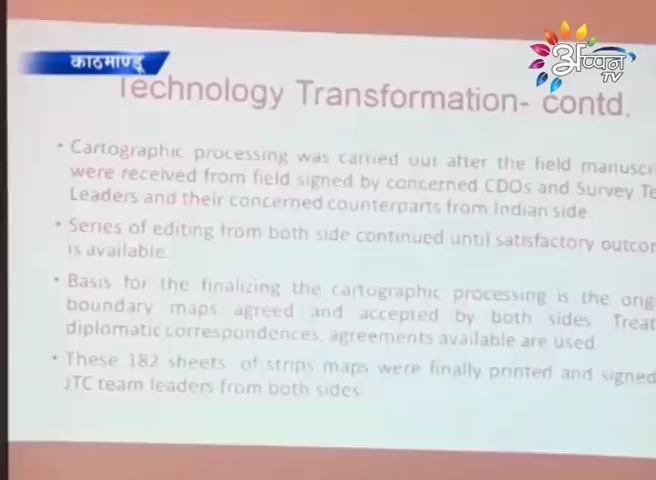 काठमाण्डू
अप्पन
TV
Technology Transformation- contd.
• Cartographic processing was carried out after the field manuscri
were received from field signed by concerned CDOs and Survey Te
Leaders and their concerned counterparts from Indian side.
• Series of editing from both side continued until satisfactory outcor
is available.
• Basis for the finalizing the cartographic processing is the orig
boundary maps agreed and accepted by both sides. Treat
diplomatic correspondences, agreements available are used
• These 182 sheets of strips maps were finally printed and signed
JTC team leaders from both sides.